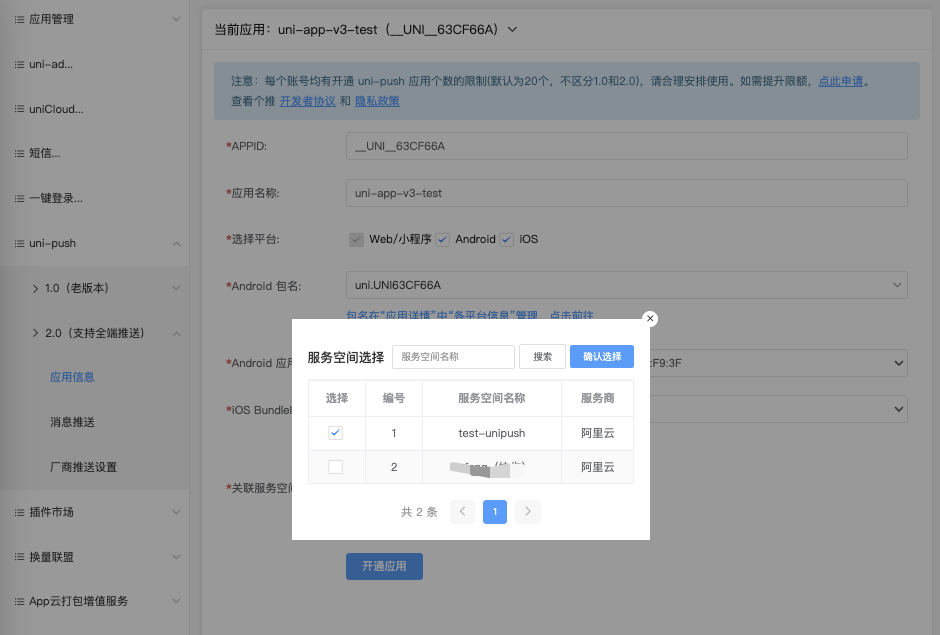 应用管理
uni-ad...
uniCloud...
短信...
一键登录...
uni-push
1.0（老版本）
2.0（支持全端推送）
应用信息
消息推送
厂商推送设置
插件市场
换量联盟
App云打包增值服务
当前应用：uni-app-v3-test（__UNI__63CF66A）
注意：每个账号均有开通 uni-push 应用个数的限制(默认为20个，不区分1.0和2.0)，请合理安排使用。如需提升限额，点此申请。
查看个推 开发者协议 和 隐私政策
*APPID: __UNI__63CF66A
*应用名称: uni-app-v3-test
*选择平台: Web/小程序 Android iOS
*Android 包名: uni.UNI63CF66A
包名在“应用详情”中“各平台信息”管理，点击前往
*Android 应用 :F9:3F
*iOS Bundlel
*关联服务空间
服务空间选择 服务空间名称 搜索 确认选择
选择 编号 服务空间名称 服务商
1 test-unipush 阿里云
2 阿里云
共 2 条 1
开通应用